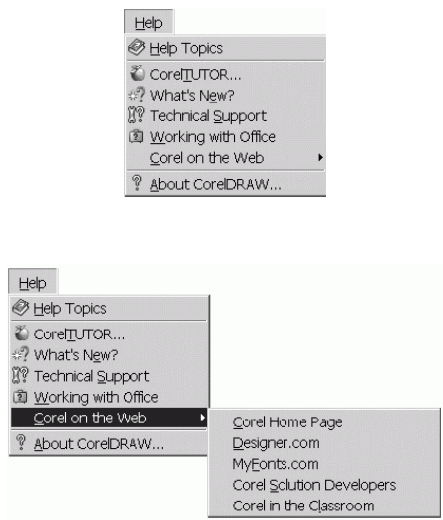 Help
Help Topics
CorelTUTOR...
What's New?
Technical Support
Working with Office
Corel on the Web
About CorelDRAW...
Help
Help Topics
CorelTUTOR...
What's New?
Technical Support
Working with Office
Corel on the Web
About CorelDRAW...
Corel Home Page
Designer.com
MyFonts.com
Corel Solution Developers
Corel in the Classroom